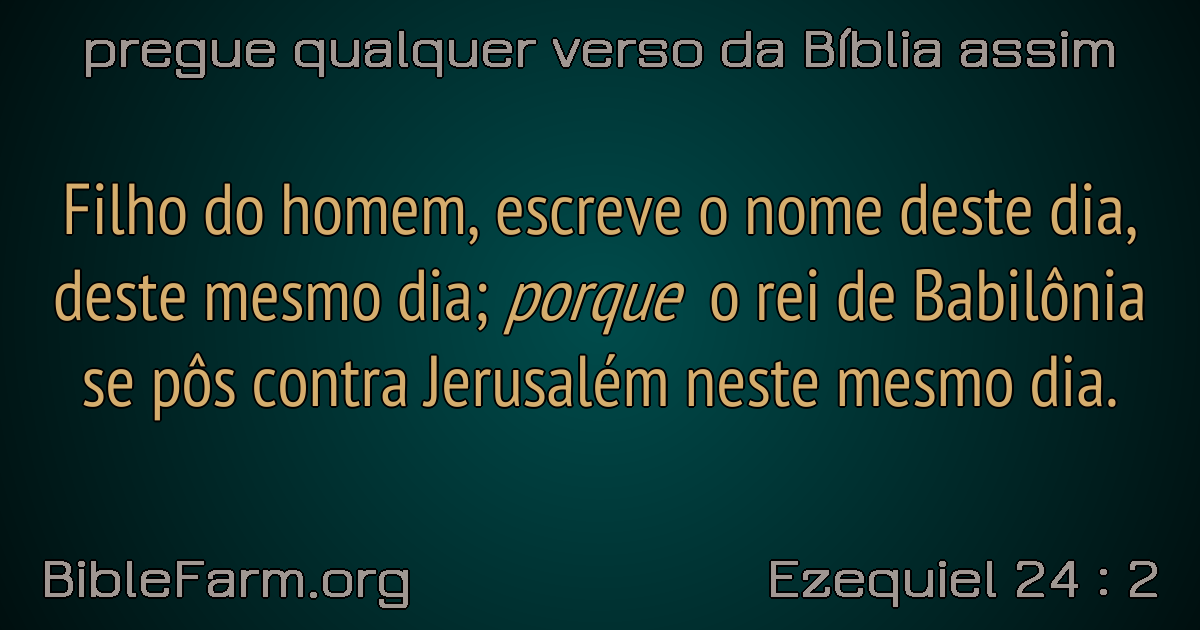 pregue qualquer verso da Bíblia assim
Filho do homem, escreve o nome deste dia,
deste mesmo dia; porque o rei de Babilônia
se pôs contra Jerusalém neste mesmo dia.
BibleFarm.org
Ezequiel 24 : 2